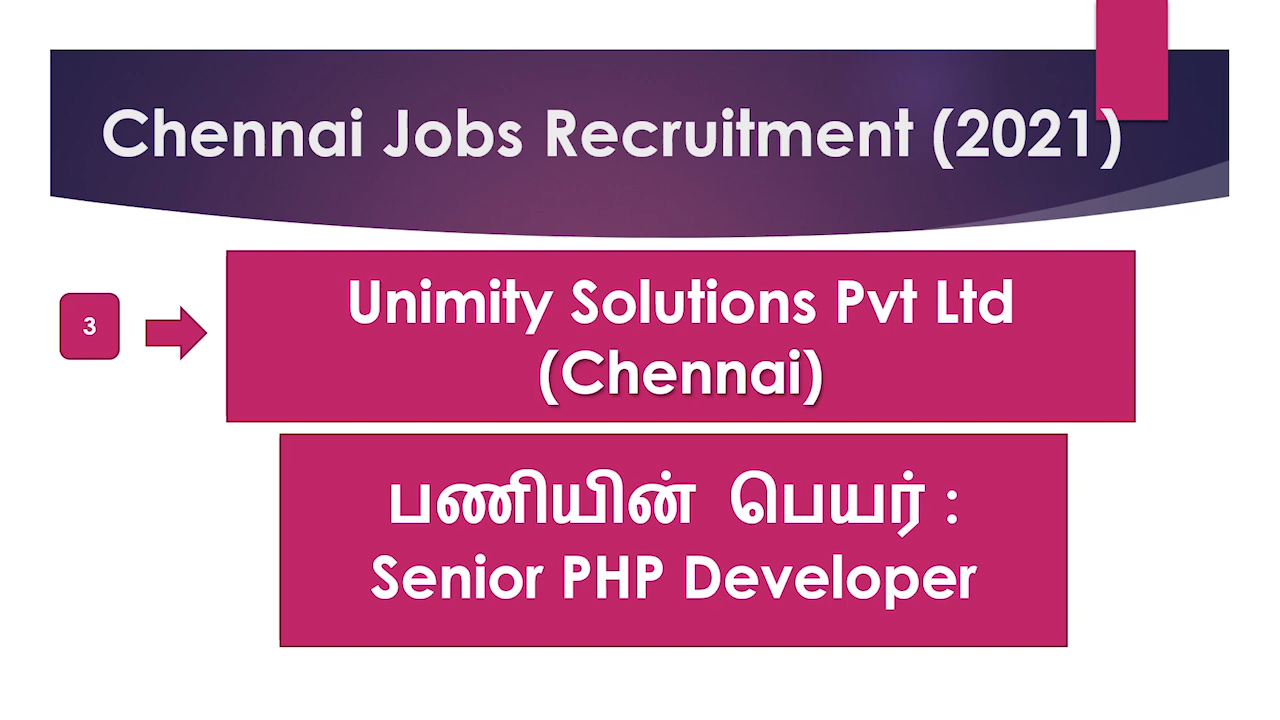 Chennai Jobs Recruitment (2021)
3
Unimity Solutions Pvt Ltd
(Chennai)
பணியின் பெயர் :
Senior PHP Developer